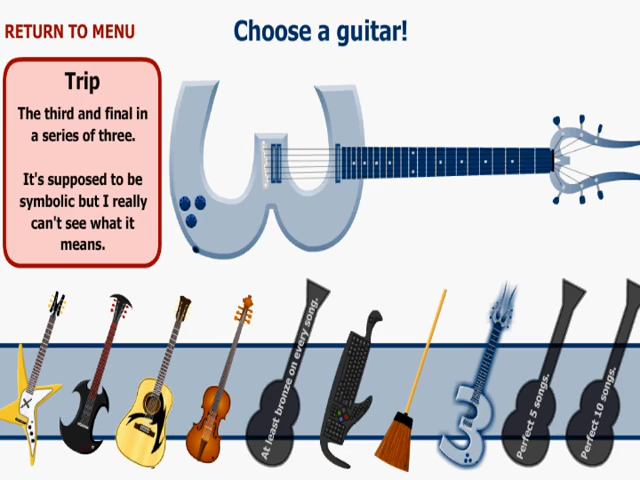 RETURN TO MENU
Choose a guitar!
Trip
The third and final in
a series of three.
It's supposed to be
symbolic but I really
can't see what it
means.
At least bronze on every song.
Perfect 5 songs.
Perfect 10 songs.